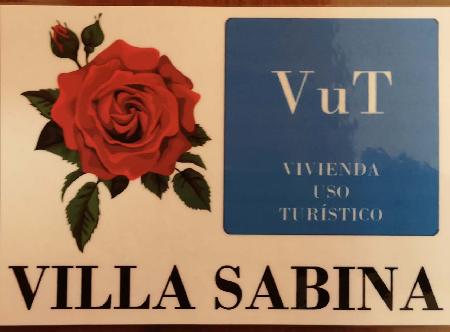 VuT
VIVIENDA
USO
TURÍSTICO
VILLA SABINA